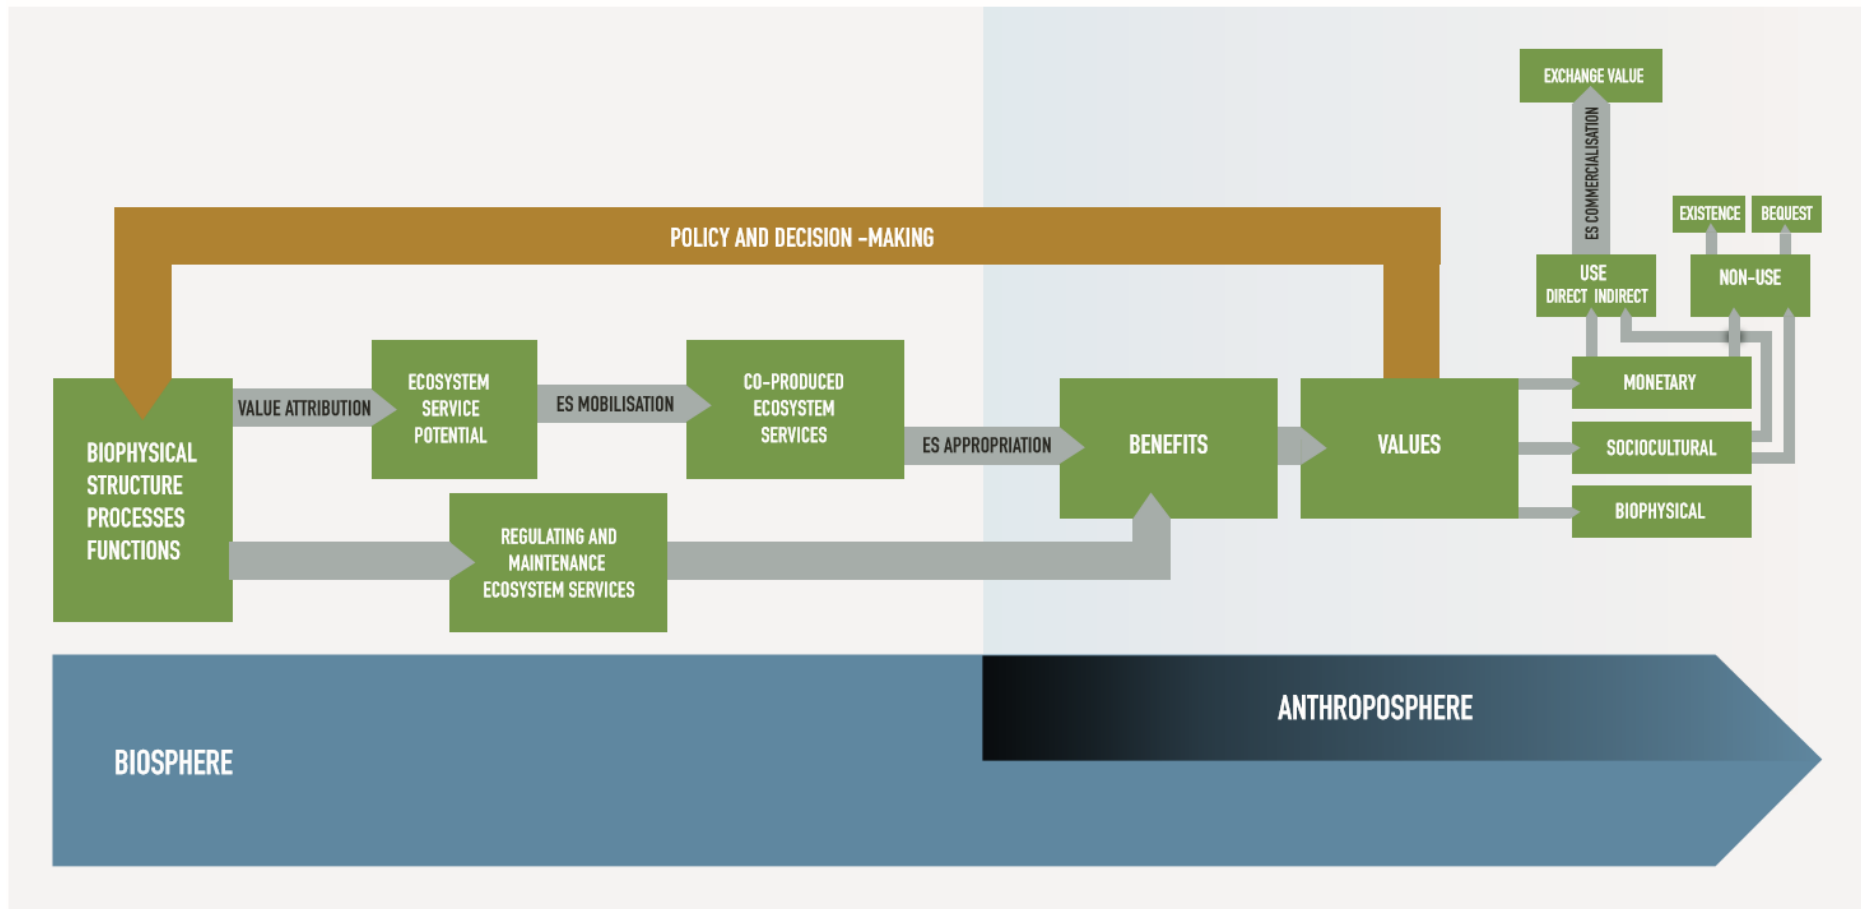 EXCHANGE VALUE
ES COMMERCIALISATION
EXISTENCE
BEQUEST
POLICY AND DECISION -MAKING
USE
DIRECT INDIRECT
NON-USE
BIOPHYSICAL
STRUCTURE
PROCESSES
FUNCTIONS
VALUE ATTRIBUTION
ECOSYSTEM
SERVICE
POTENTIAL
ES MOBILISATION
CO-PRODUCED
ECOSYSTEM
SERVICES
ES APPROPRIATION
BENEFITS
VALUES
MONETARY
SOCIOCULTURAL
BIOPHYSICAL
REGULATING AND
MAINTENANCE
ECOSYSTEM SERVICES
ANTHROPOSPHERE
BIOSPHERE